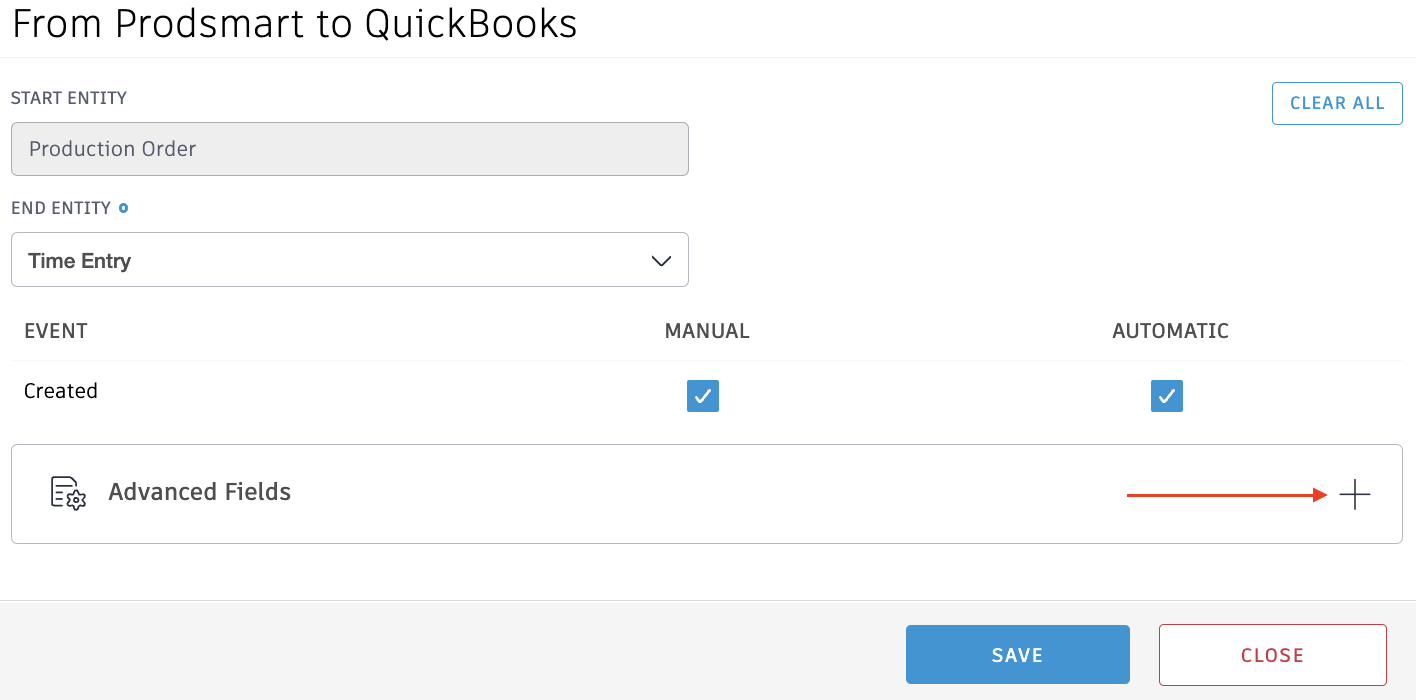 From Prodsmart to QuickBooks
START ENTITY
CLEAR ALL
Production Order
END ENTITY
Time Entry
EVENT MANUAL AUTOMATIC
Created
Advanced Fields
SAVE CLOSE